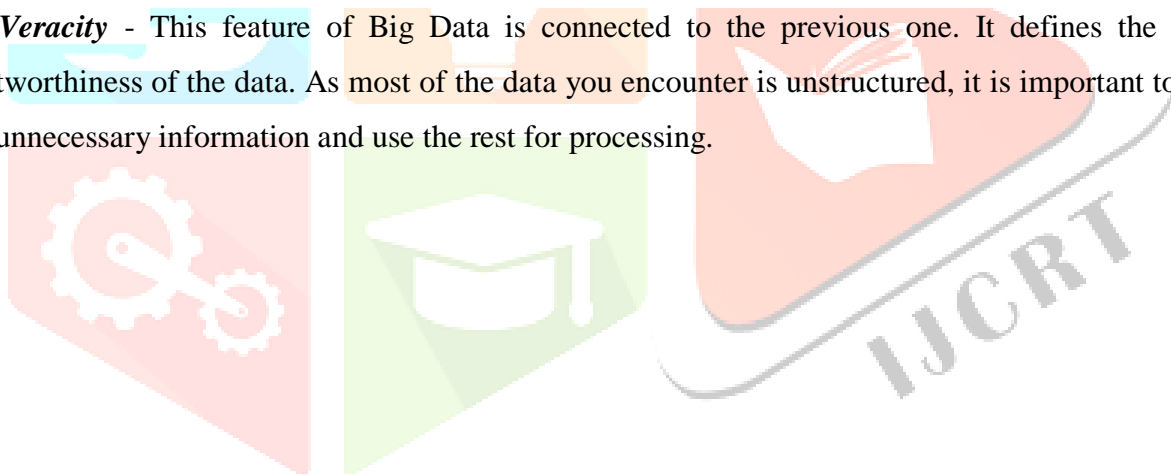 Veracity - This feature of Big Data is connected to the previous one. It defines the
tworthiness of the data. As most of the data you encounter is unstructured, it is important to
unnecessary information and use the rest for processing.
IJCRT